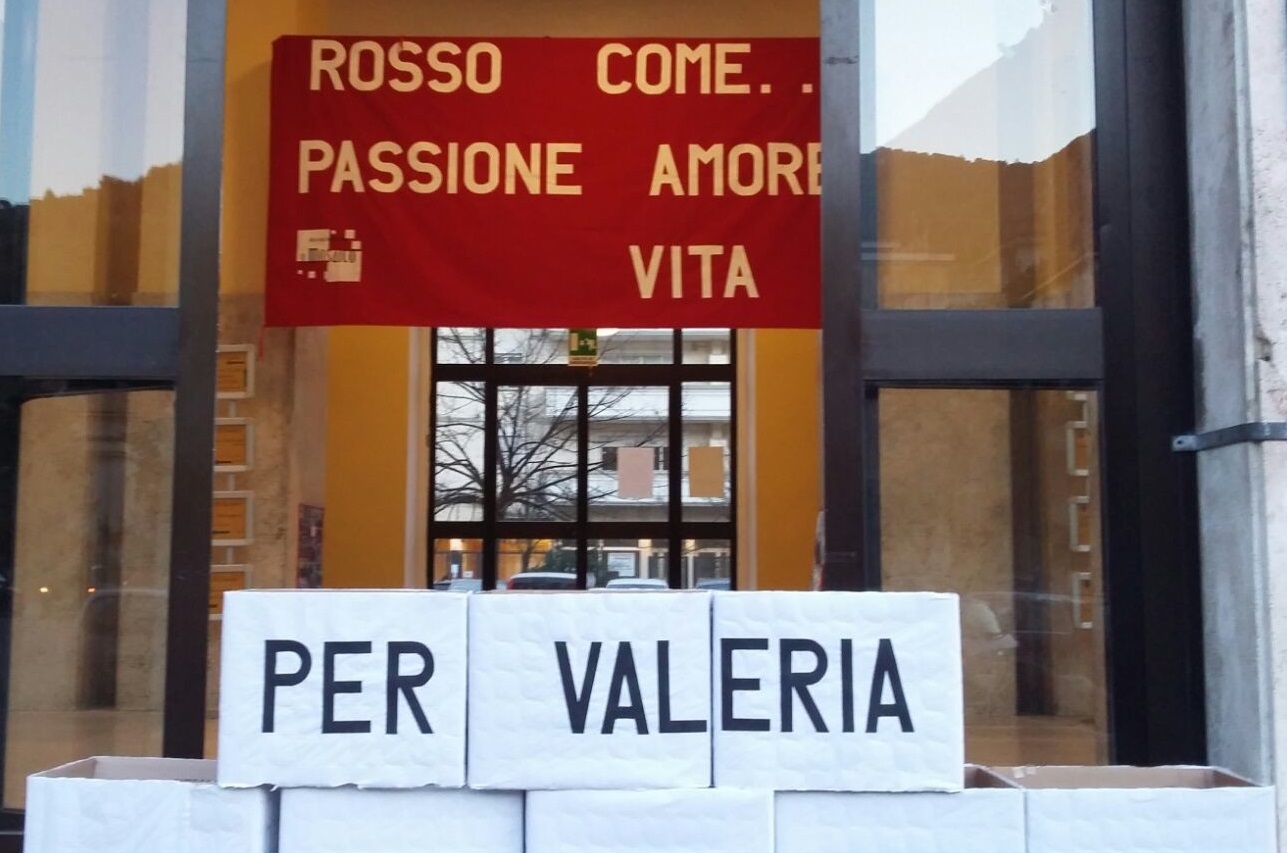 ROSSO COME..
PASSIONE AMORE
VITA
PER VALERIA